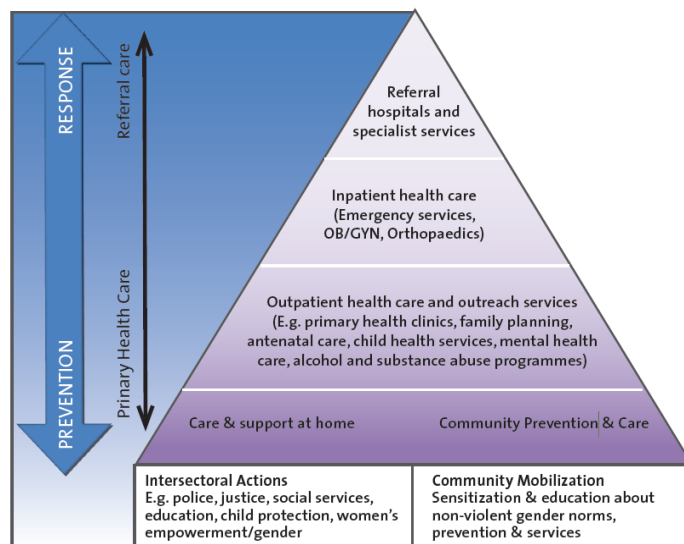 RESPONSE
PREVENTION
Referral care
Primary Health Care
Referral
hospitals and
specialist services
Inpatient health care
(Emergency services,
OB/GYN, Orthopaedics)
Outpatient health care and outreach services
(E.g. primary health clinics, family planning,
antenatal care, child health services, mental health
care, alcohol and substance abuse programmes)
Care & support at home
Community Prevention & Care
Intersectoral Actions
E.g. police, justice, social services,
education, child protection, women's
empowerment/gender
Community Mobilization
Sensitization & education about
non-violent gender norms,
prevention & services